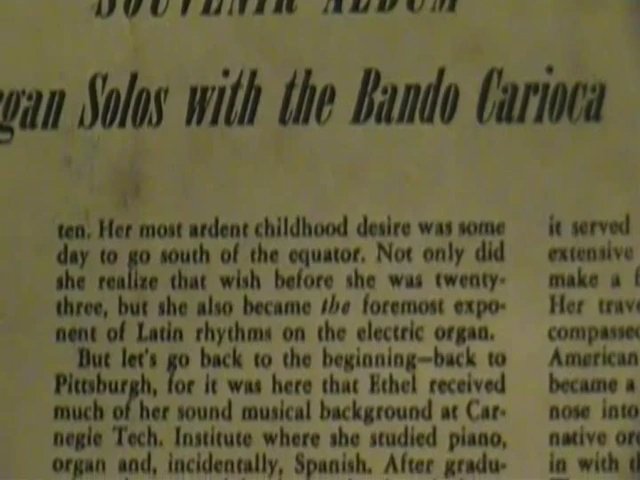 SOUVENIR ALBUM
gan Solos with the Bando Carioca
ten. Her most ardent childhood desire was some
day to go south of the equator. Not only did
she realize that wish before she was twenty-
three, but she also became the foremost expo-
nent of Latin rhythms on the electric organ.
But let's go back to the beginning—back to
Pittsburgh, for it was here that Ethel received
much of her sound musical background at Car-
negie Tech. Institute where she studied piano,
organ and, incidentally, Spanish. After gradu-
it served
extensive
make a f
Her trav
compassed
American
became a
nose into
native or
in with th